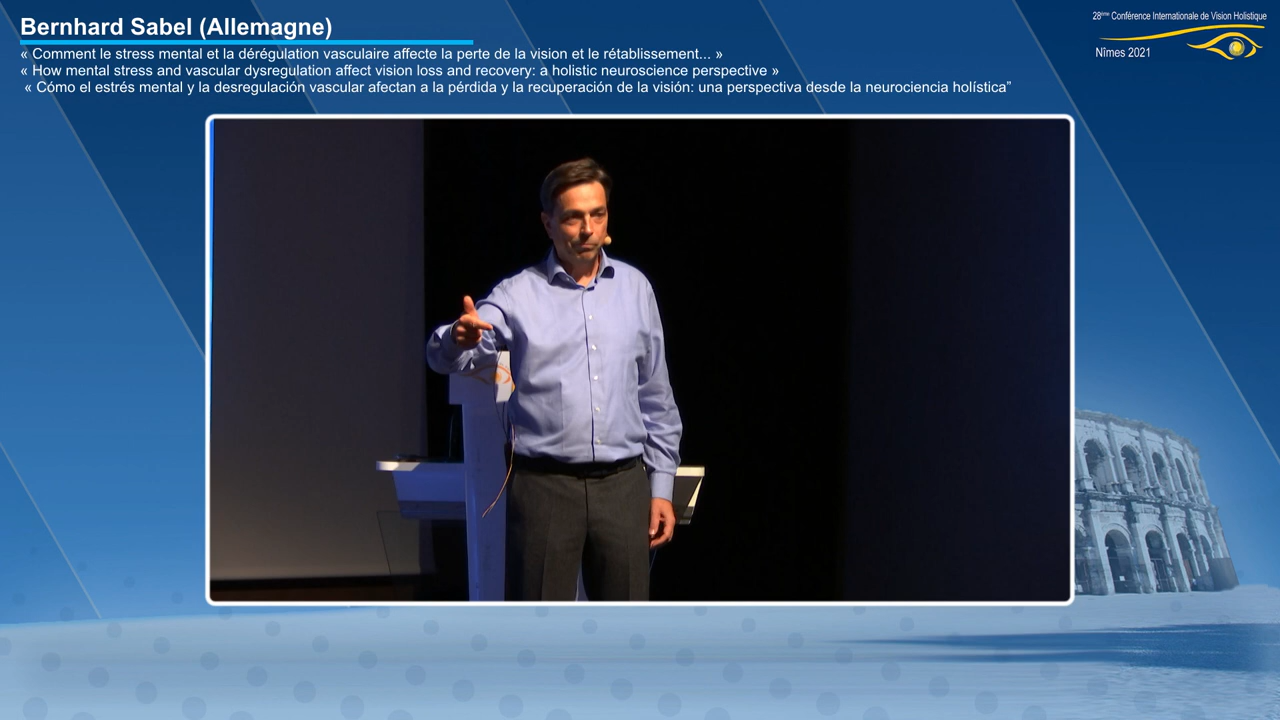 Bernhard Sabel (Allemagne)
« Comment le stress mental et la dérégulation vasculaire affecte la perte de la vision et le rétablissement... »
« How mental stress and vascular dysregulation affect vision loss and recovery: a holistic neuroscience perspective »
« Cómo el estrés mental y la desregulación vascular afectan a la pérdida y la recuperación de la visión: una perspectiva desde la neurociencia holística”
28ème Conférence Internationale de Vision Holistique
Nîmes 2021